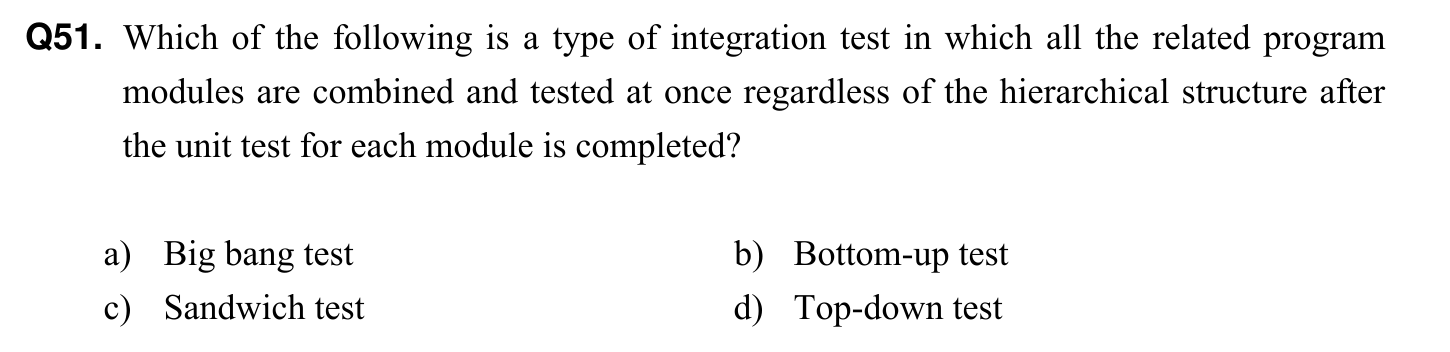 Q51. Which of the following is a type of integration test in which all the related program
modules are combined and tested at once regardless of the hierarchical structure after
the unit test for each module is completed?
a) Big bang test b) Bottom-up test
c) Sandwich test d) Top-down test